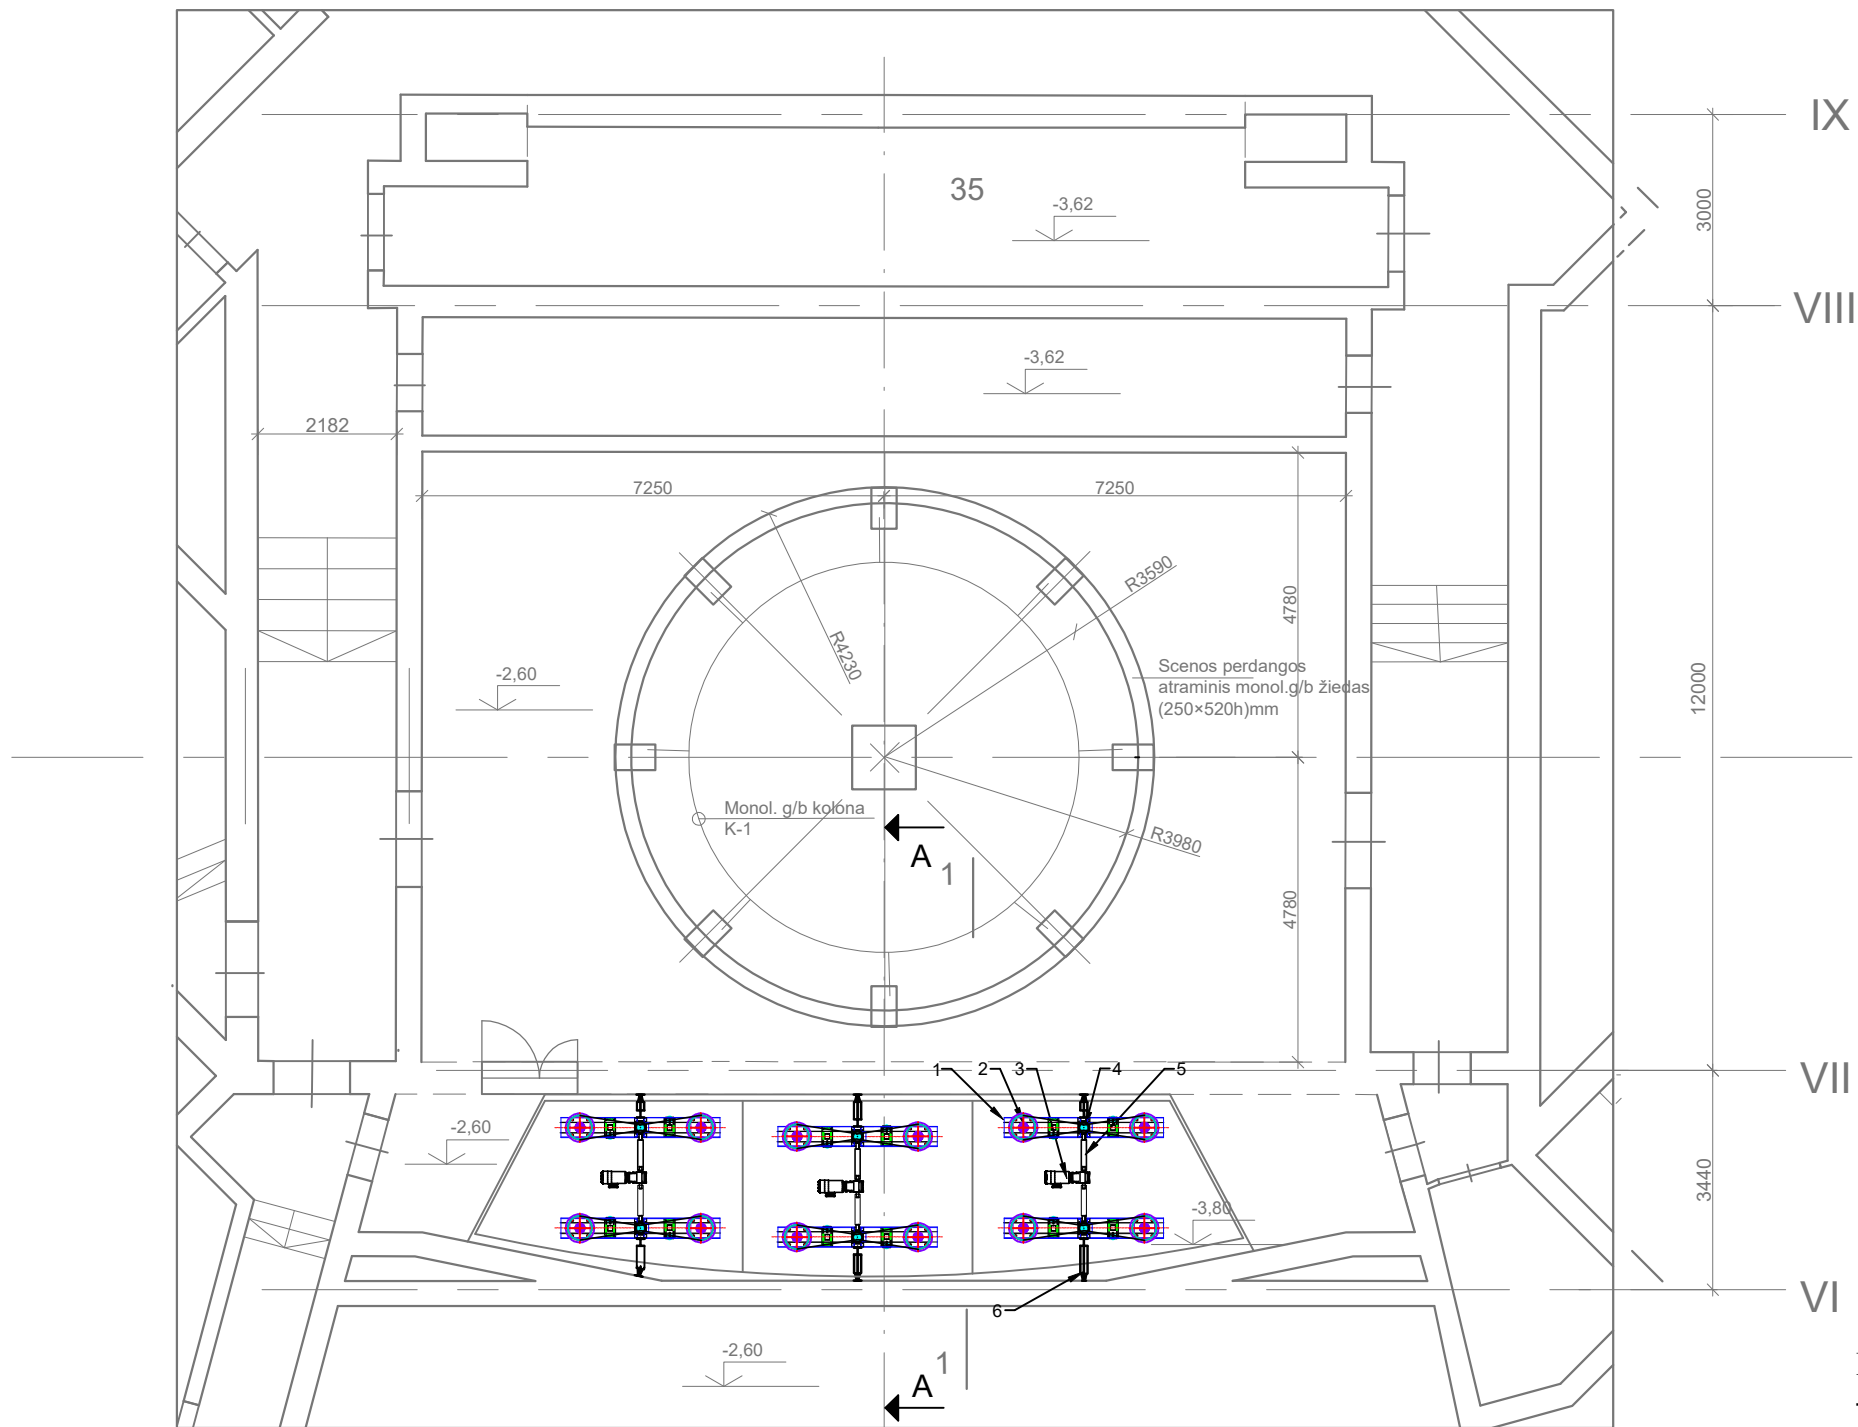 IX
35
-3,62
3000
VIII
-3,62
2182
7250
7250
R3590
4780
R4230
Scenos perdangos
atraminis monol.g/b žiedas
(250×520h)mm
-2,60
12000
Monol. g/b kolona
K-1
R3980
A
1
4780
1
2
3
4
5
VII
-2,60
3440
-3,80
6
VI
-2,60
1
A